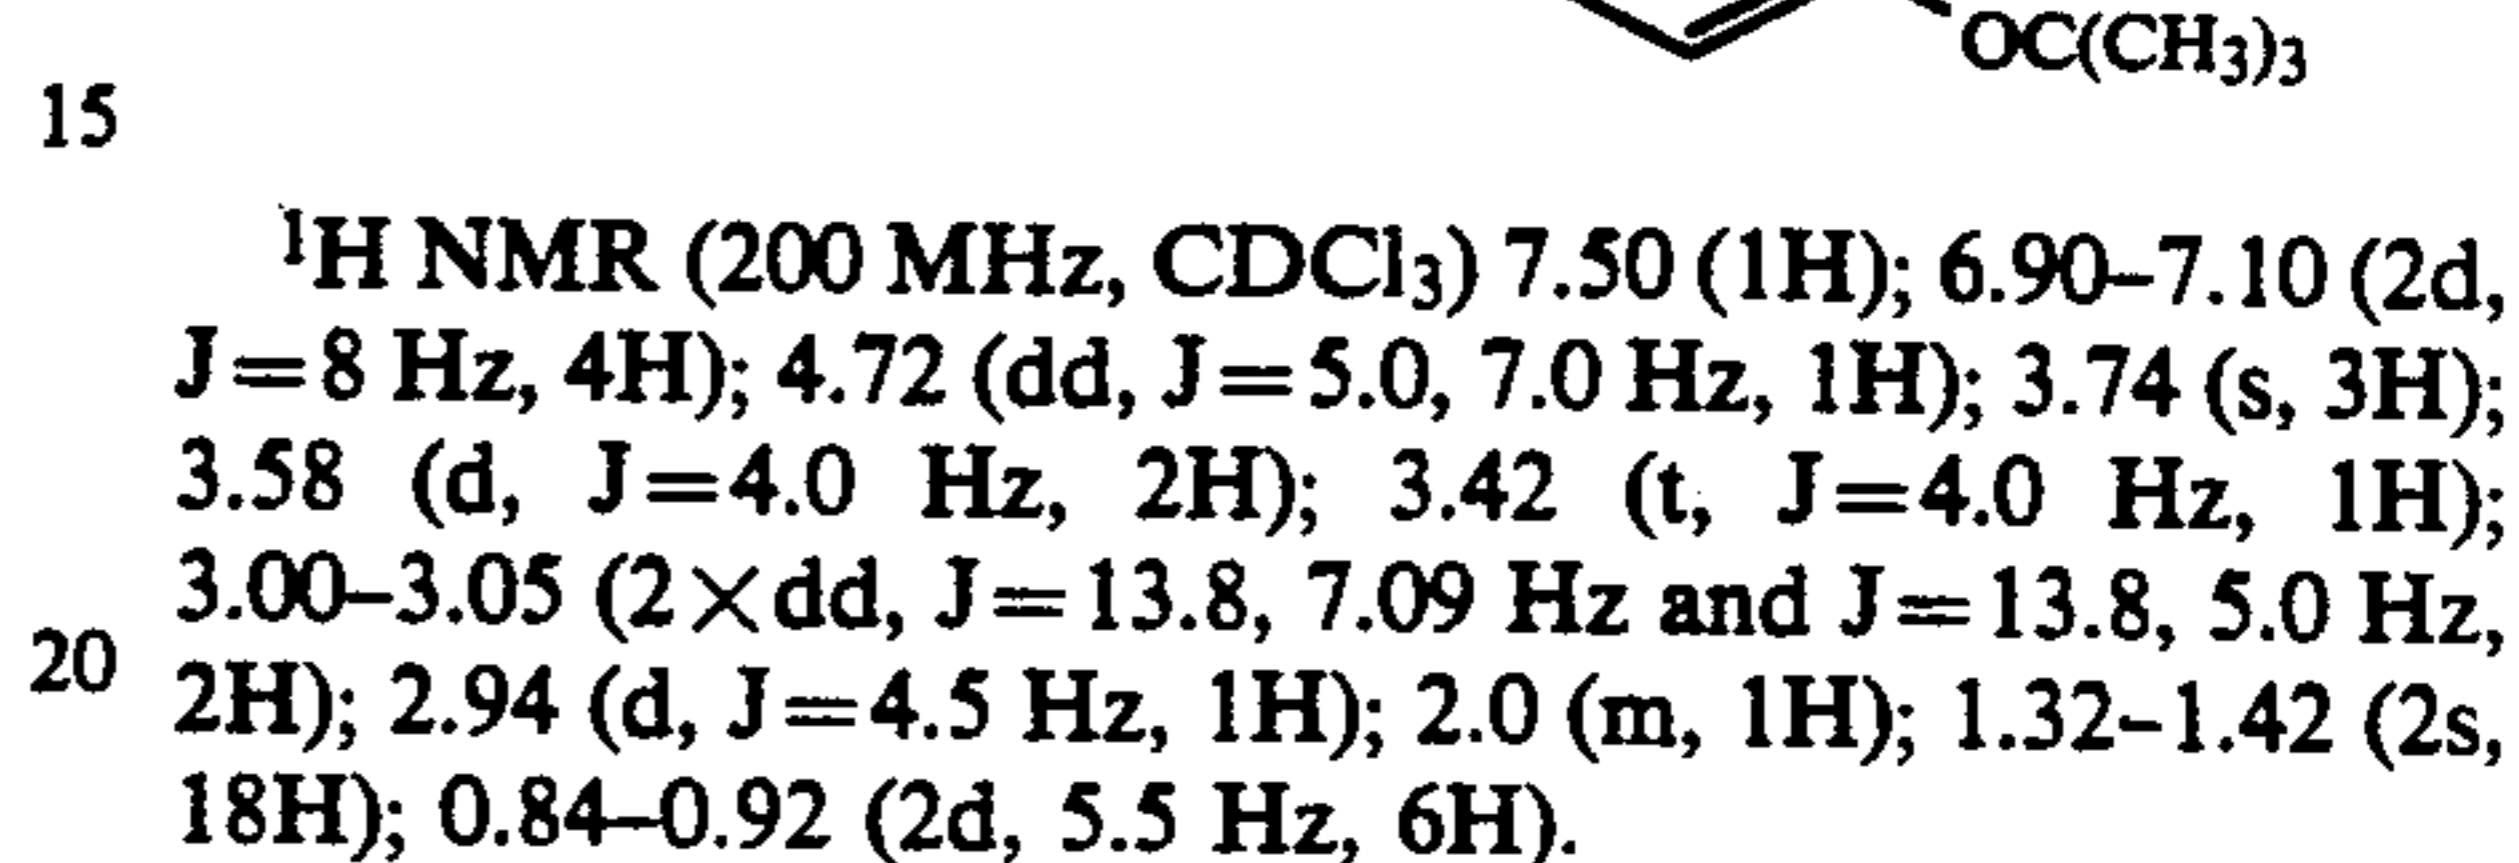 OC(CH₃)₃
15
¹H NMR (200 MHz, CDCl₃) 7.50 (1H); 6.90–7.10 (2d,
J=8 Hz, 4H); 4.72 (dd, J=5.0, 7.0 Hz, 1H); 3.74 (s, 3H);
3.58 (d, J=4.0 Hz, 2H); 3.42 (t, J=4.0 Hz, 1H);
3.00–3.05 (2×dd, J=13.8, 7.09 Hz and J=13.8, 5.0 Hz,
20
2H); 2.94 (d, J=4.5 Hz, 1H); 2.0 (m, 1H); 1.32–1.42 (2s,
18H); 0.84–0.92 (2d, 5.5 Hz, 6H).